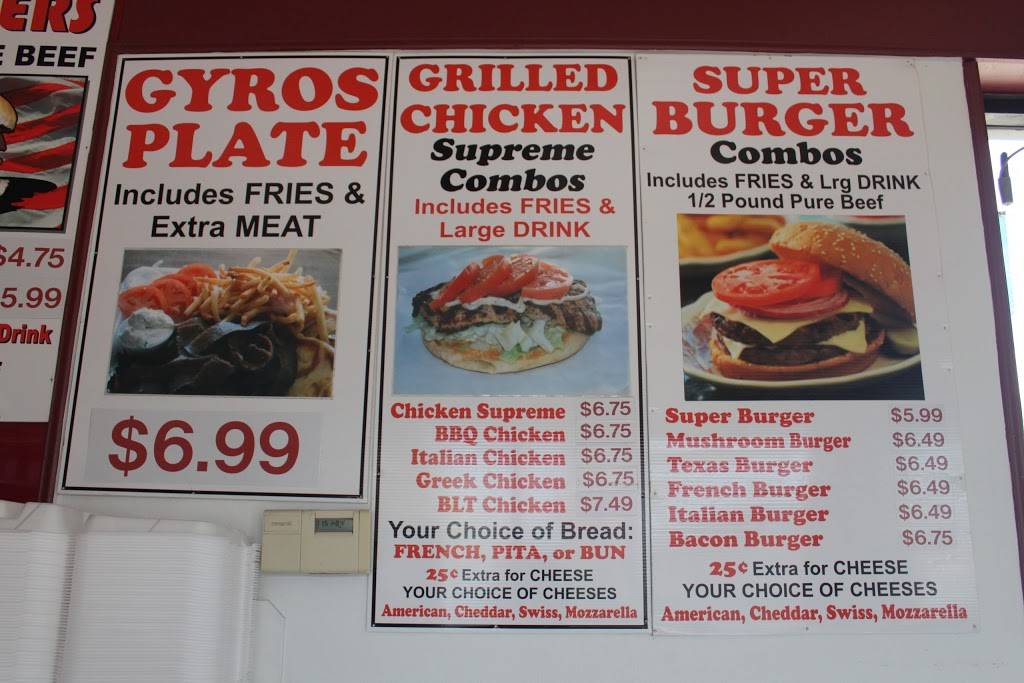 ERS
E BEEF
$4.75
5.99
Drink
GYROS
PLATE
Includes FRIES &
Extra MEAT
$6.99
GRILLED
CHICKEN
Supreme
Combos
Includes FRIES &
Large DRINK
Chicken Supreme $6.75
BBQ Chicken $6.75
Italian Chicken $6.75
Greek Chicken $6.75
BLT Chicken $7.49
Your Choice of Bread:
FRENCH, PITA, or BUN
25¢ Extra for CHEESE
YOUR CHOICE OF CHEESES
American, Cheddar, Swiss, Mozzarella
SUPER
BURGER
Combos
Includes FRIES & Lrg DRINK
1/2 Pound Pure Beef
Super Burger $5.99
Mushroom Burger $6.49
Texas Burger $6.49
French Burger $6.49
Italian Burger $6.49
Bacon Burger $6.75
25¢ Extra for CHEESE
YOUR CHOICE OF CHEESES
American, Cheddar, Swiss, Mozzarella